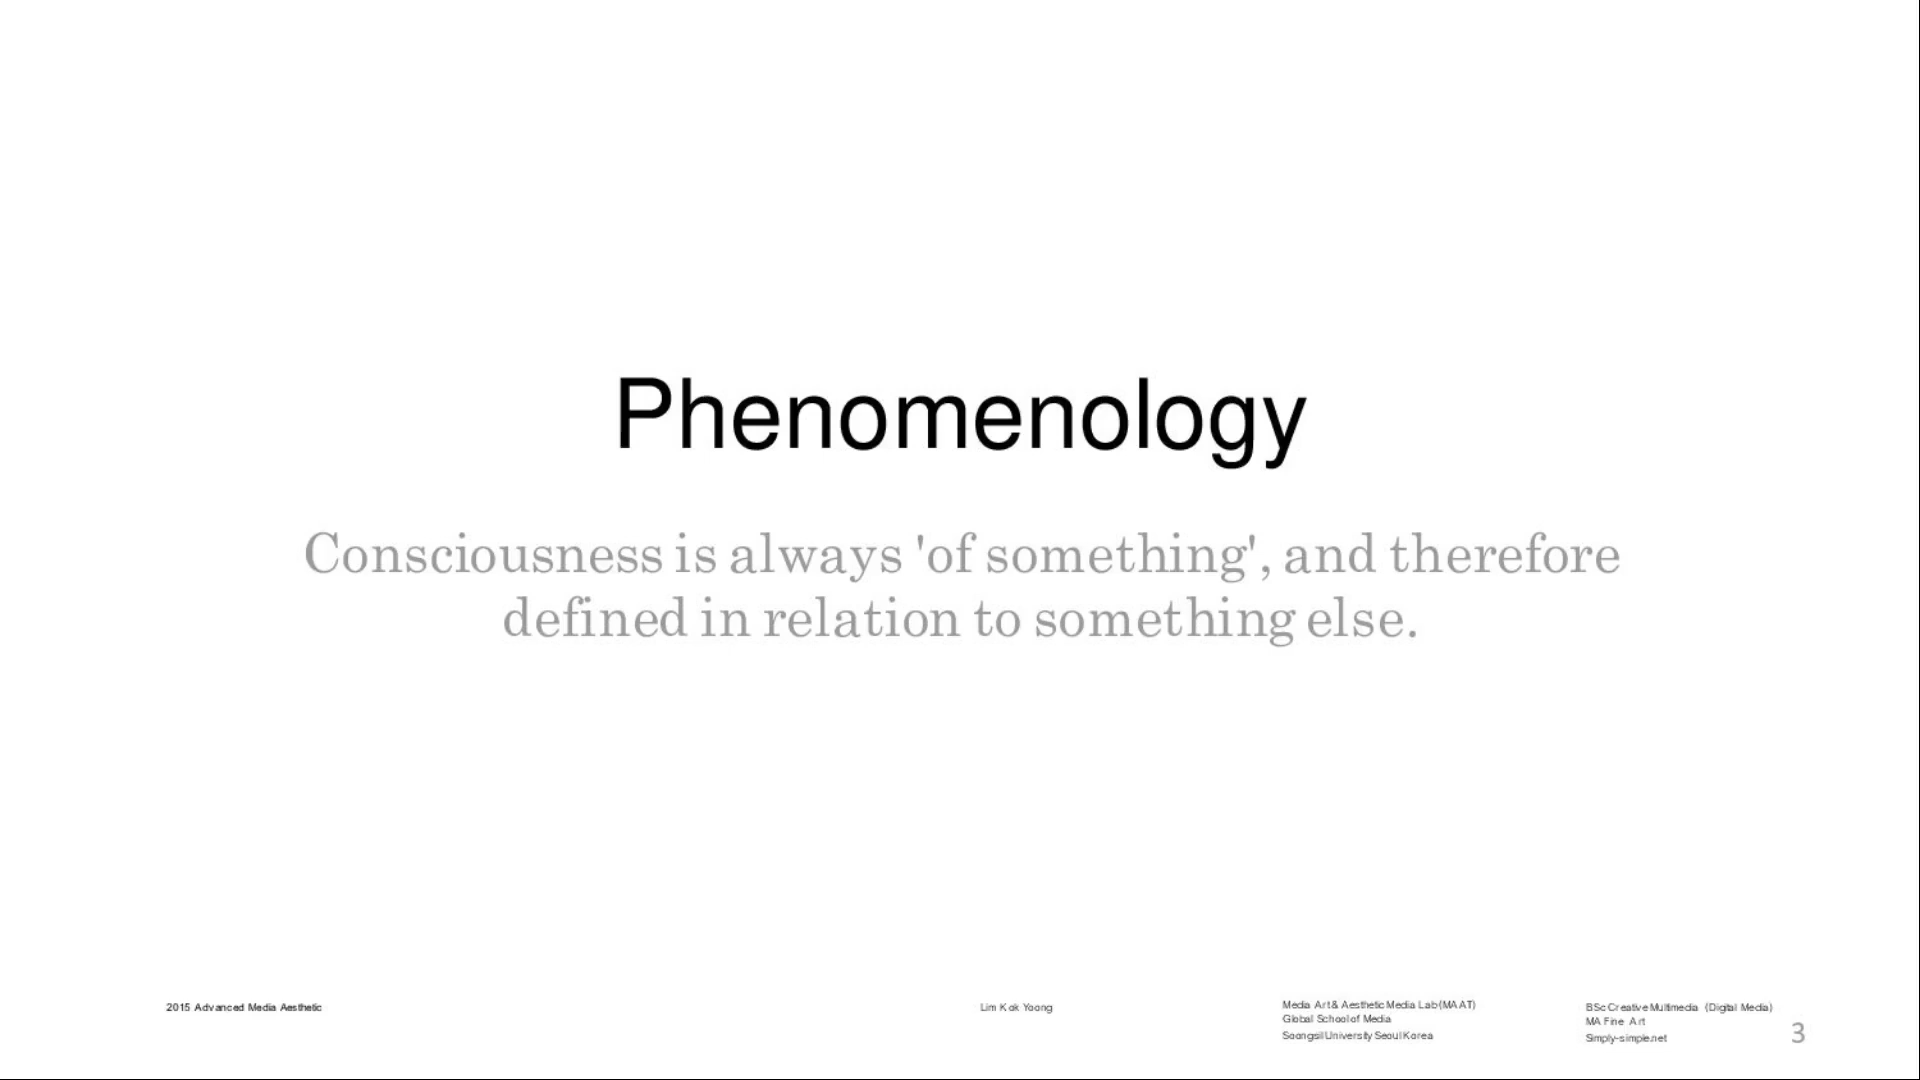 Phenomenology
Consciousness is always 'of something', and therefore
defined in relation to something else.
2015 Advanced Media Aesthetic
Lim Kok Yoong
Media Art & Aesthetic Media Lab (MAAT)
Global School of Media
Soongsil University Seoul Korea
BSc Creative Multimedia (Digital Media)
MA Fine Art
Simply-simple.net
3